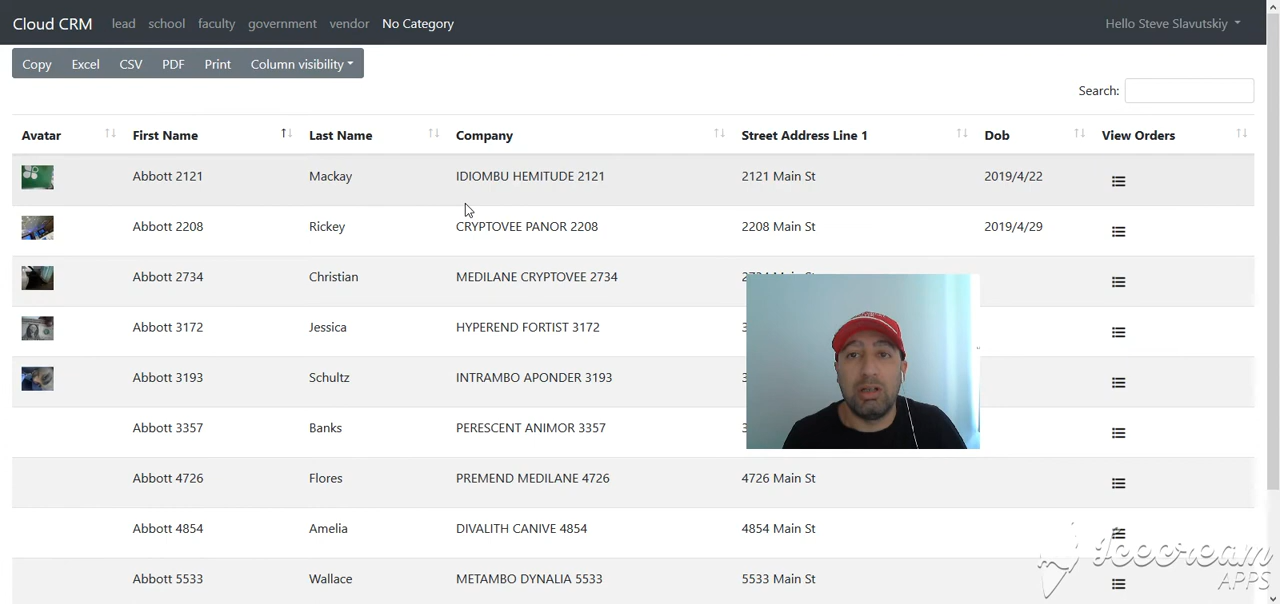 Cloud CRM lead school faculty government vendor No Category Hello Steve Slavutskiy
Copy Excel CSV PDF Print Column visibility
Search:
Avatar First Name Last Name Company Street Address Line 1 Dob View Orders
Abbott 2121 Mackay IDIOMBU HEMITUDE 2121 2121 Main St 2019/4/22
Abbott 2208 Rickey CRYPTOVEE PANOR 2208 2208 Main St 2019/4/29
Abbott 2734 Christian MEDILANE CRYPTOVEE 2734
Abbott 3172 Jessica HYPEREND FORTIST 3172
Abbott 3193 Schultz INTRAMBO APONDER 3193
Abbott 3357 Banks PERESCENT ANIMOR 3357
Abbott 4726 Flores PREMEND MEDILANE 4726 4726 Main St
Abbott 4854 Amelia DIVALITH CANIVE 4854 4854 Main St
Abbott 5533 Wallace METAMBO DYNALIA 5533 5533 Main St
Icecream
APPS